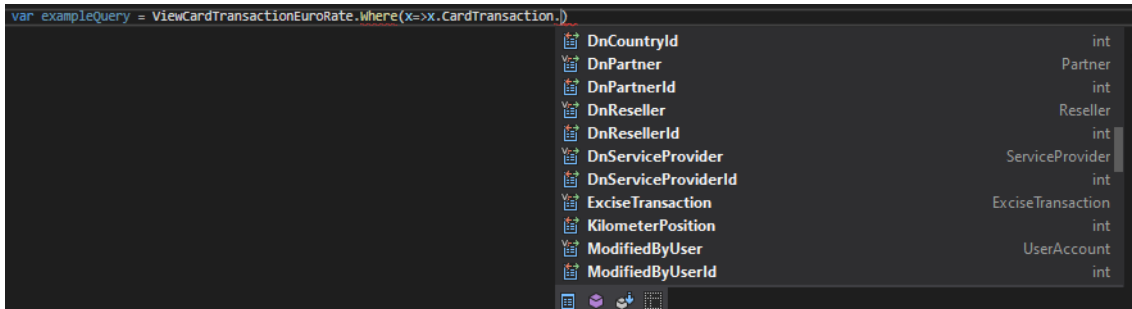 var exampleQuery = ViewCardTransactionEuroRate.Where(x=>x.CardTransaction.)
DnCountryId int
DnPartner Partner
DnPartnerId int
DnReseller Reseller
DnResellerId int
DnServiceProvider ServiceProvider
DnServiceProviderId int
ExciseTransaction ExciseTransaction
KilometerPosition int
ModifiedByUser UserAccount
ModifiedByUserId int